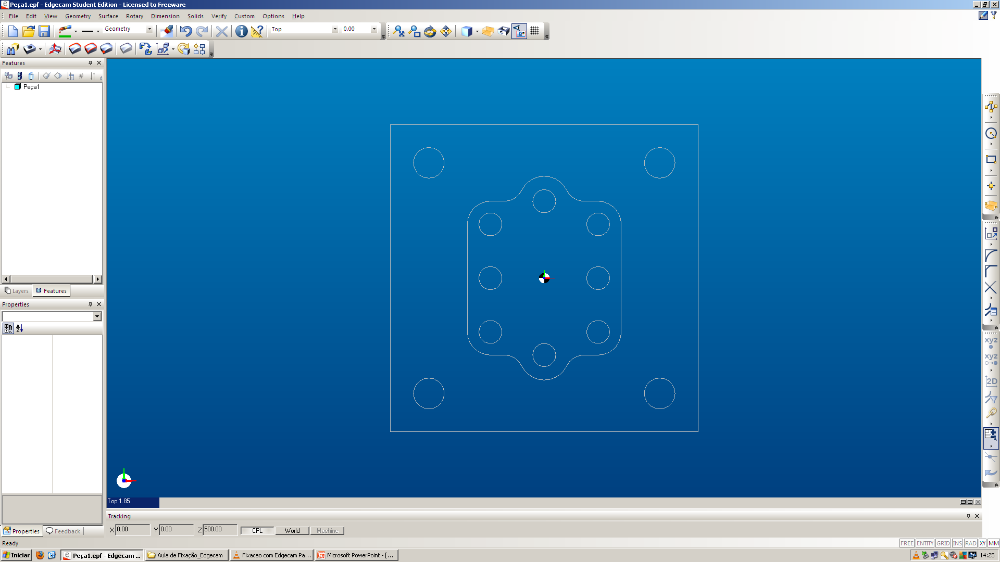 Peça1.epf - Edgecam Student Edition - Licensed to Freeware
File Edit View Geometry Surface Rotary Dimension Solids Verify Custom Options Help
Geometry Top 0.00
Features
#
Peça1
Layers Features
Properties
A
Z
xyz
xyz
2D
Top 1.85
Tracking
X 0.00 Y 0.00 Z 500.00 CPL World Machine
Properties Feedback
Ready FREE ENTITY GRID INS RAD XY MM
Iniciar Peça1.epf - Edgecam ... Aula de Fixação_Edgecam Fixacao com Edgecam Pa... Microsoft PowerPoint - [... 14:25